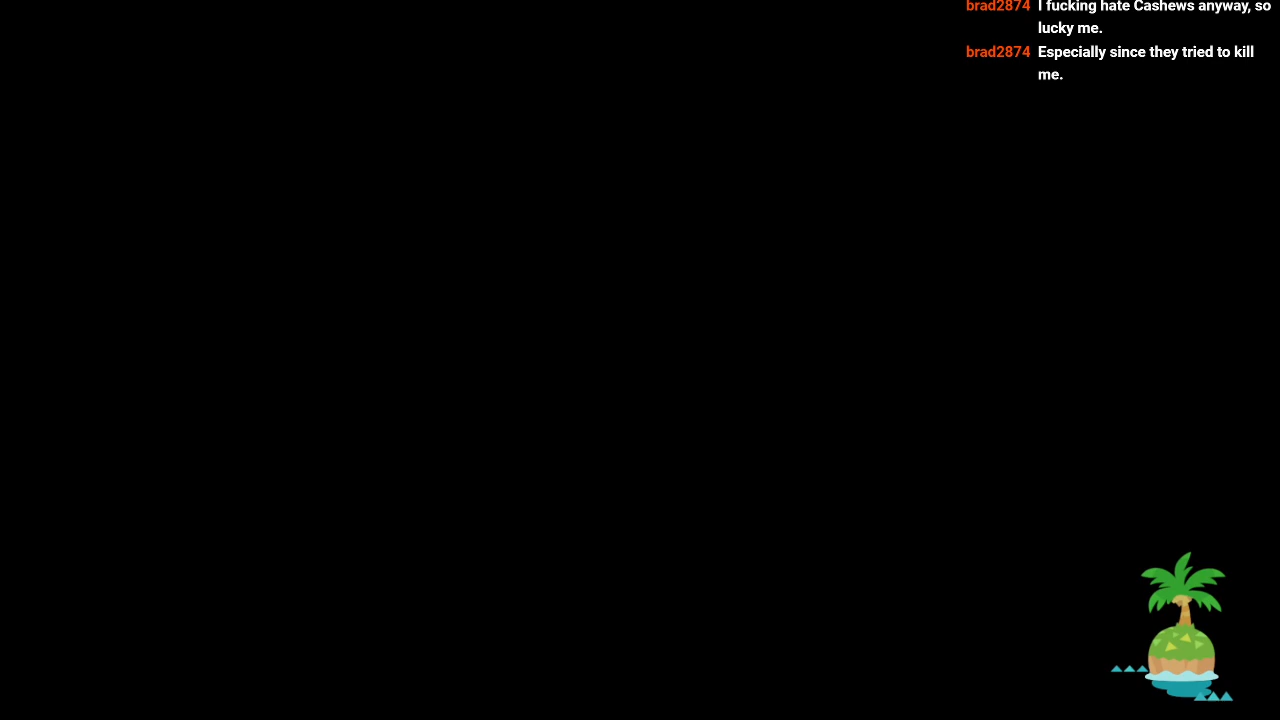 brad2874 I fucking hate Cashews anyway, so
lucky me.
brad2874 Especially since they tried to kill
me.